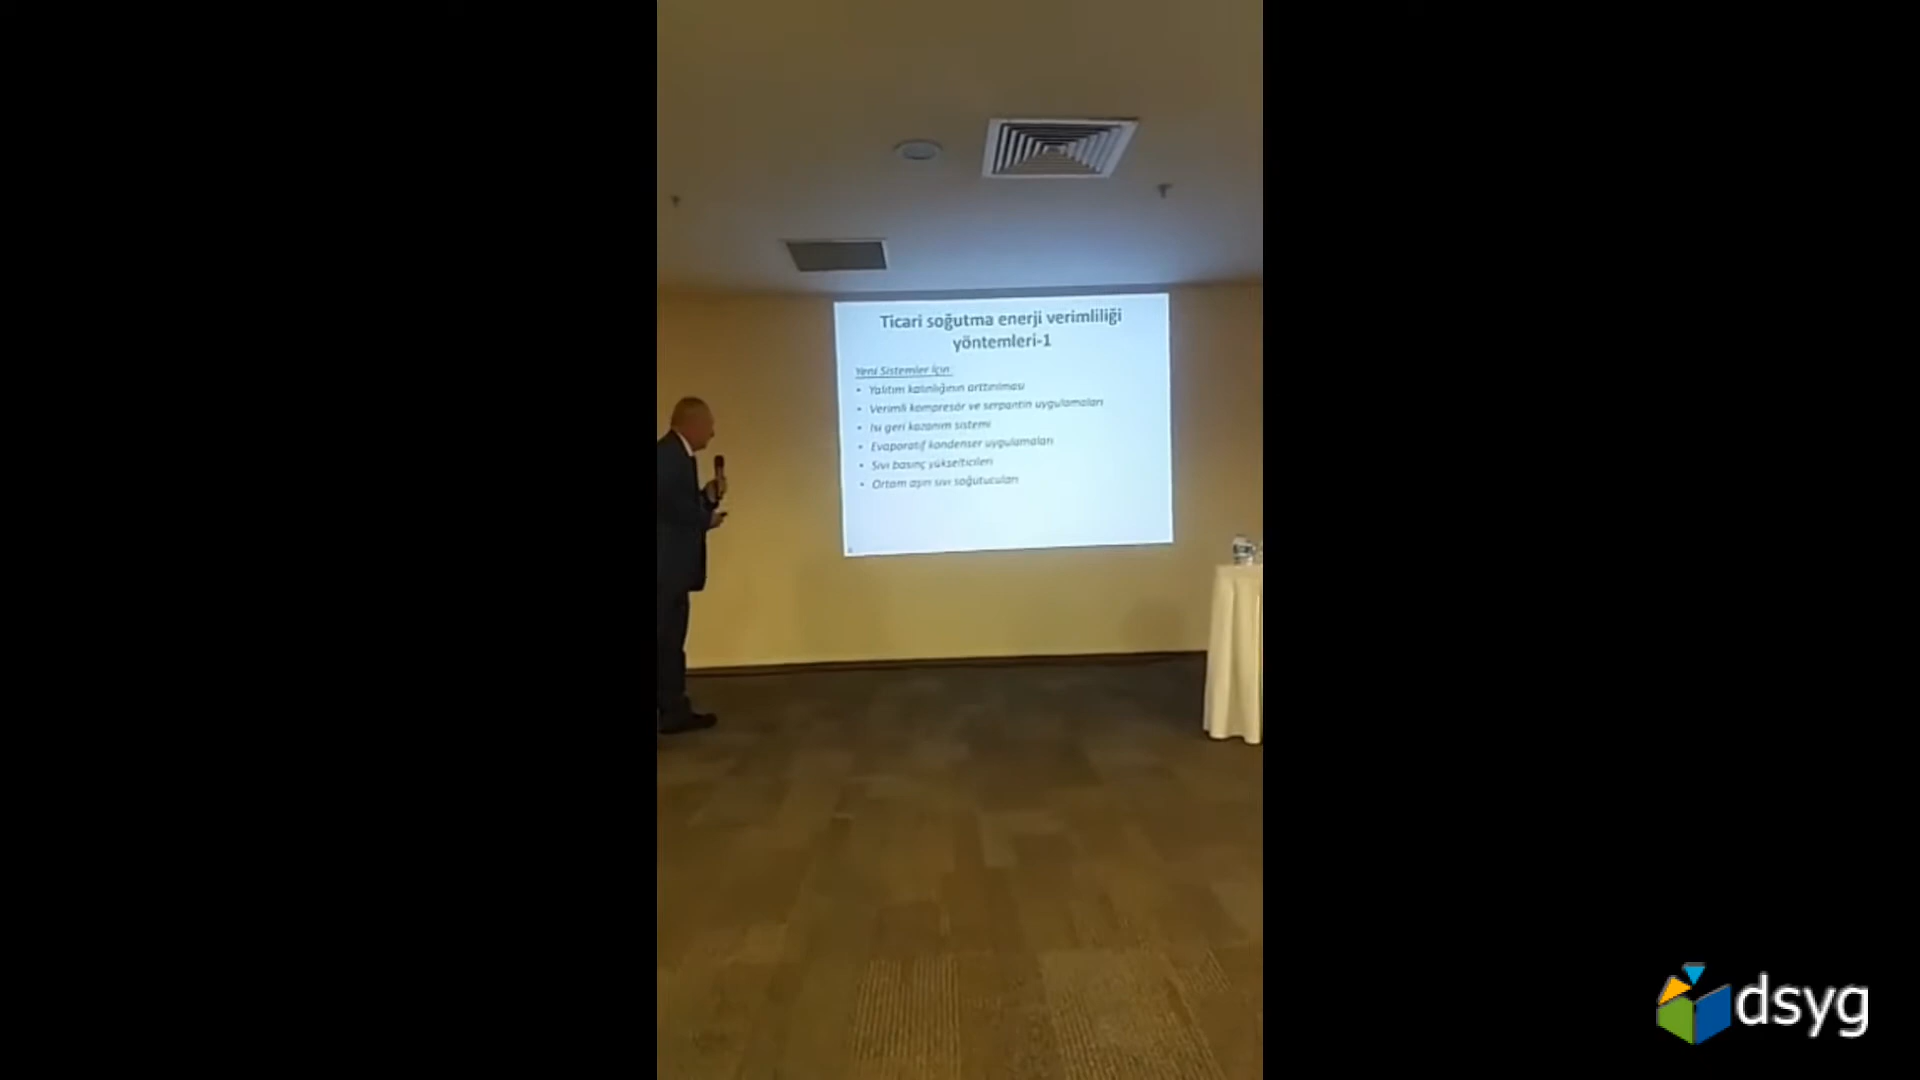 Ticari soğutma enerji verimliliği
yöntemleri-1
Yeni Sistemler İçin:
• Yalıtım kalınlığının arttırılması
• Verimli kompresör ve serpantin uygulamaları
• Isı geri kazanım sistemi
• Evaporatif kondenser uygulamaları
• Sıvı basınç yükselticileri
• Ortam aşırı sıvı soğutucuları
dsyg